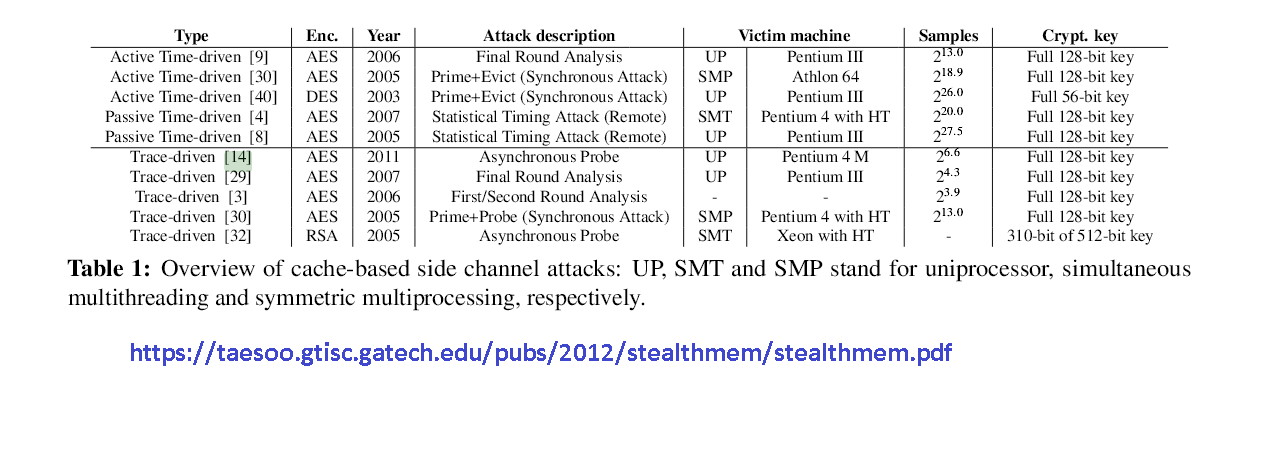 Type Enc. Year Attack description Victim machine Samples Crypt. key
Active Time-driven [9] AES 2006 Final Round Analysis UP Pentium III 2^13.0 Full 128-bit key
Active Time-driven [30] AES 2005 Prime+Evict (Synchronous Attack) SMP Athlon 64 2^18.9 Full 128-bit key
Active Time-driven [40] DES 2003 Prime+Evict (Synchronous Attack) UP Pentium III 2^26.0 Full 56-bit key
Passive Time-driven [4] AES 2007 Statistical Timing Attack (Remote) SMT Pentium 4 with HT 2^20.0 Full 128-bit key
Passive Time-driven [8] AES 2005 Statistical Timing Attack (Remote) UP Pentium III 2^27.5 Full 128-bit key
Trace-driven [14] AES 2011 Asynchronous Probe UP Pentium 4 M 2^6.6 Full 128-bit key
Trace-driven [29] AES 2007 Final Round Analysis UP Pentium III 2^4.3 Full 128-bit key
Trace-driven [3] AES 2006 First/Second Round Analysis - - 2^3.9 Full 128-bit key
Trace-driven [30] AES 2005 Prime+Probe (Synchronous Attack) SMP Pentium 4 with HT 2^13.0 Full 128-bit key
Trace-driven [32] RSA 2005 Asynchronous Probe SMT Xeon with HT - 310-bit of 512-bit key
Table 1: Overview of cache-based side channel attacks: UP, SMT and SMP stand for uniprocessor, simultaneous
multithreading and symmetric multiprocessing, respectively.
https://taesoo.gtisc.gatech.edu/pubs/2012/stealthmem/stealthmem.pdf